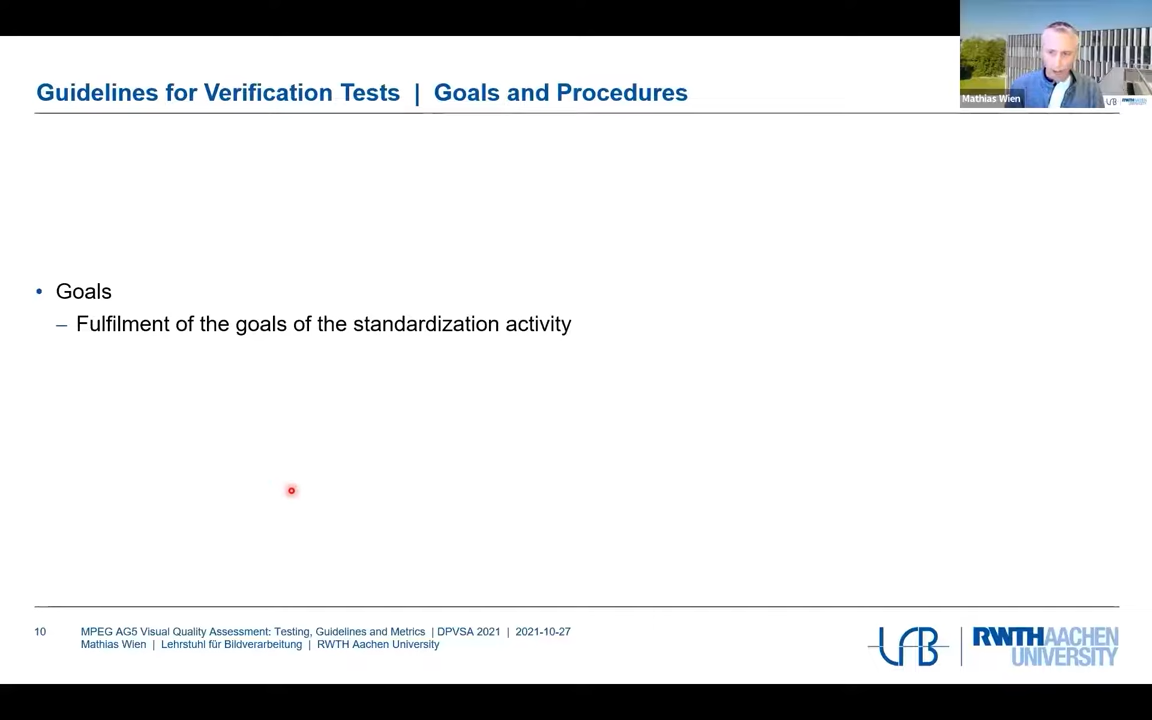 Mathias Wien
Guidelines for Verification Tests | Goals and Procedures
• Goals
– Fulfilment of the goals of the standardization activity
10
MPEG AG5 Visual Quality Assessment: Testing, Guidelines and Metrics | DPVSA 2021 | 2021-10-27
Mathias Wien | Lehrstuhl für Bildverarbeitung | RWTH Aachen University
LfB
RWTHAACHEN
UNIVERSITY